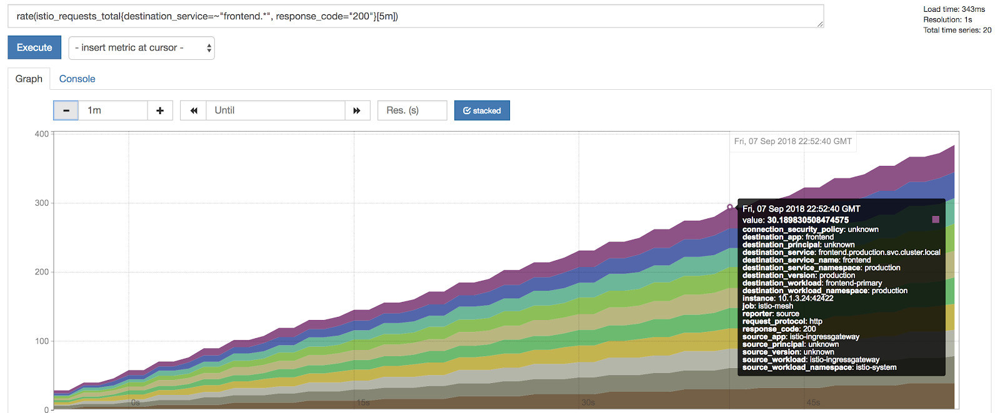 rate(istio_requests_total{destination_service=~"frontend.*", response_code="200"}[5m])
Load time: 343ms
Resolution: 1s
Total time series: 20
Execute
- insert metric at cursor -
Graph
Console
1m
Until
Res. (s)
stacked
400
300
200
100
0
0s
15s
30s
45s
Fri, 07 Sep 2018 22:52:40 GMT
Fri, 07 Sep 2018 22:52:40 GMT
value: 30.189830508474575
connection_security_policy: unknown
destination_app: frontend
destination_principal: unknown
destination_service: frontend.production.svc.cluster.local
destination_service_name: frontend
destination_service_namespace: production
destination_version: production
destination_workload: frontend-primary
destination_workload_namespace: production
instance: 10.1.3.24:42422
job: istio-mesh
reporter: source
request_protocol: http
response_code: 200
source_app: istio-ingressgateway
source_principal: unknown
source_version: unknown
source_workload: istio-ingressgateway
source_workload_namespace: istio-system